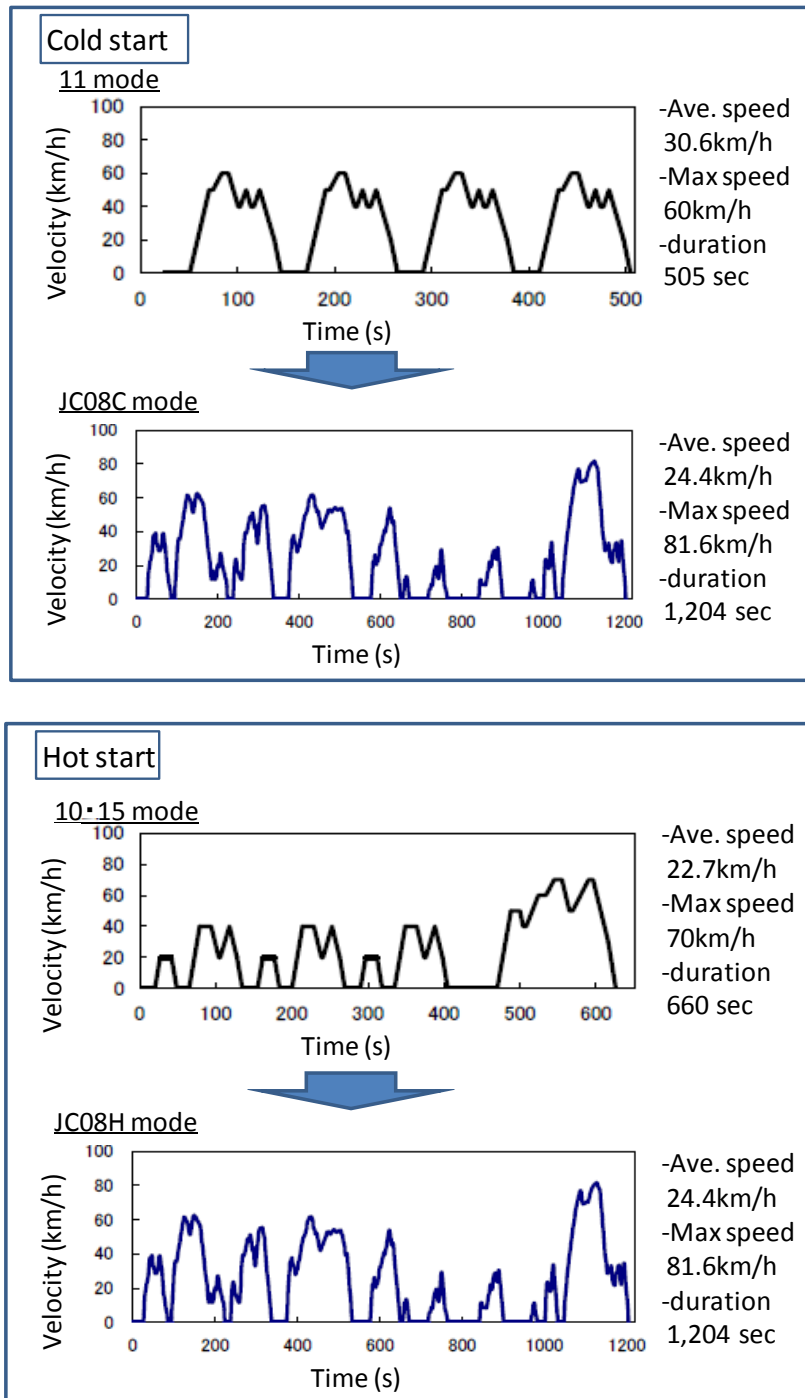 Cold start
11 mode
100
80
60
40
20
0
Velocity (km/h)
0 100 200 300 400 500
Time (s)
-Ave. speed
30.6km/h
-Max speed
60km/h
-duration
505 sec
JC08C mode
100
80
60
40
20
0
Velocity (km/h)
0 200 400 600 800 1000 1200
Time (s)
-Ave. speed
24.4km/h
-Max speed
81.6km/h
-duration
1,204 sec
Hot start
10・15 mode
100
80
60
40
20
0
Velocity (km/h)
0 100 200 300 400 500 600
Time (s)
-Ave. speed
22.7km/h
-Max speed
70km/h
-duration
660 sec
JC08H mode
100
80
60
40
20
0
Velocity (km/h)
0 200 400 600 800 1000 1200
Time (s)
-Ave. speed
24.4km/h
-Max speed
81.6km/h
-duration
1,204 sec